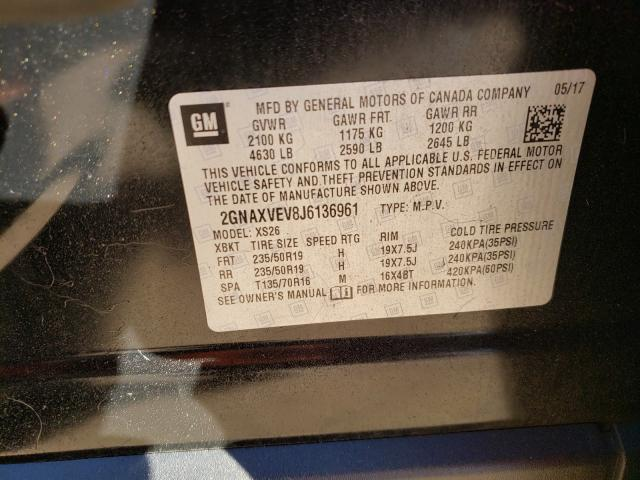 GM
MFD BY GENERAL MOTORS OF CANADA COMPANY 05/17
GVWR GAWR FRT. GAWR RR
2100 KG 1175 KG 1200 KG
4630 LB 2590 LB 2645 LB
THIS VEHICLE CONFORMS TO ALL APPLICABLE U.S. FEDERAL MOTOR
VEHICLE SAFETY AND THEFT PREVENTION STANDARDS IN EFFECT ON
THE DATE OF MANUFACTURE SHOWN ABOVE.
2GNAXVEV8J6136961 TYPE: M.P.V.
MODEL: XS26
XBKT TIRE SIZE SPEED RTG RIM COLD TIRE PRESSURE
FRT 235/50R19 H 19X7.5J 240KPA(35PSI)
RR 235/50R19 H 19X7.5J 240KPA(35PSI)
SPA T135/70R16 M 16X4BT 420KPA(60PSI)
SEE OWNER'S MANUAL FOR MORE INFORMATION.